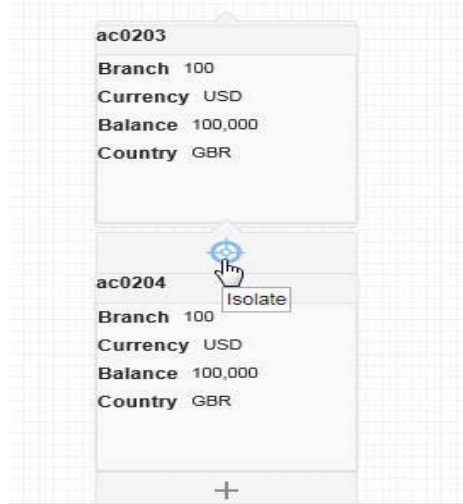 ac0203
Branch 100
Currency USD
Balance 100,000
Country GBR
ac0204
Isolate
Branch 100
Currency USD
Balance 100,000
Country GBR